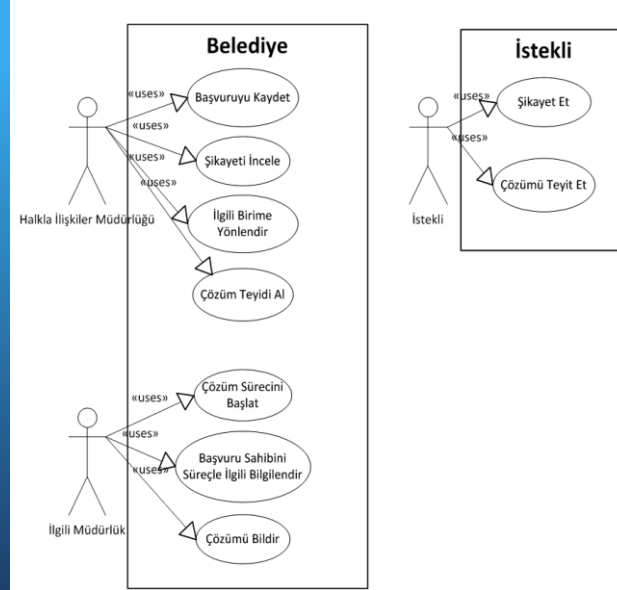 Belediye
«uses»
Başvuruyu Kaydet
«uses»
Şikayeti İncele
«uses»
«uses»
İlgili Birime
Yönlendir
Halkla İlişkiler Müdürlüğü
Çözüm Teyidi Al
«uses»
Çözüm Sürecini
Başlat
«uses»
Başvuru Sahibini
Süreçle İlgili Bilgilendir
«uses»
İlgili Müdürlük
Çözümü Bildir
İstekli
«uses»
Şikayet Et
«uses»
Çözümü Teyit Et
İstekli